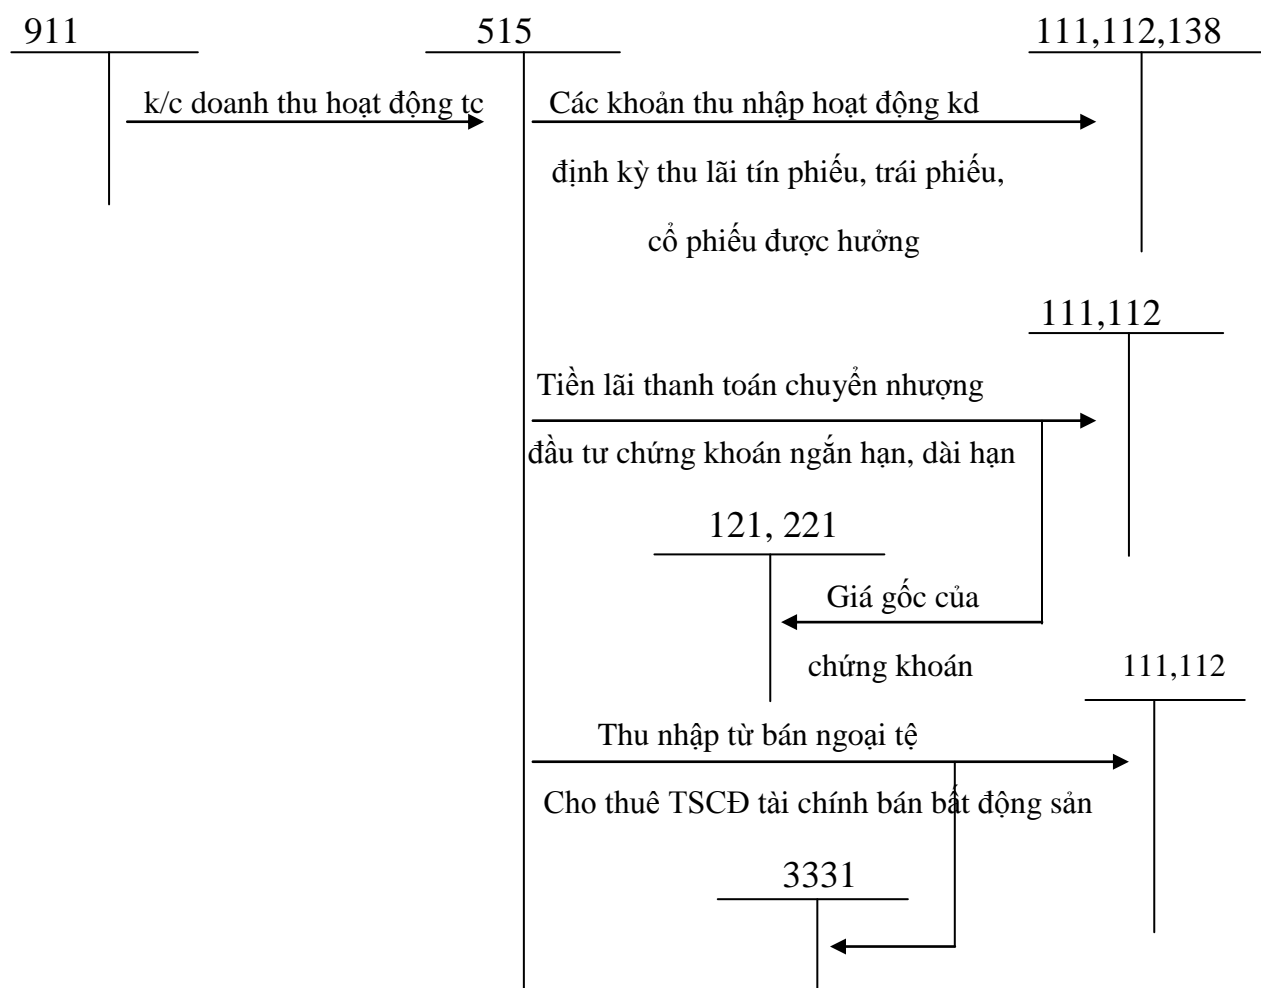 911
515
111,112,138
k/c doanh thu hoạt động tc
Các khoản thu nhập hoạt động kd
định kỳ thu lãi tín phiếu, trái phiếu,
cổ phiếu được hưởng
111,112
Tiền lãi thanh toán chuyển nhượng
đầu tư chứng khoán ngắn hạn, dài hạn
121, 221
Giá gốc của
chứng khoán
111,112
Thu nhập từ bán ngoại tệ
Cho thuê TSCĐ tài chính bán bất động sản
3331